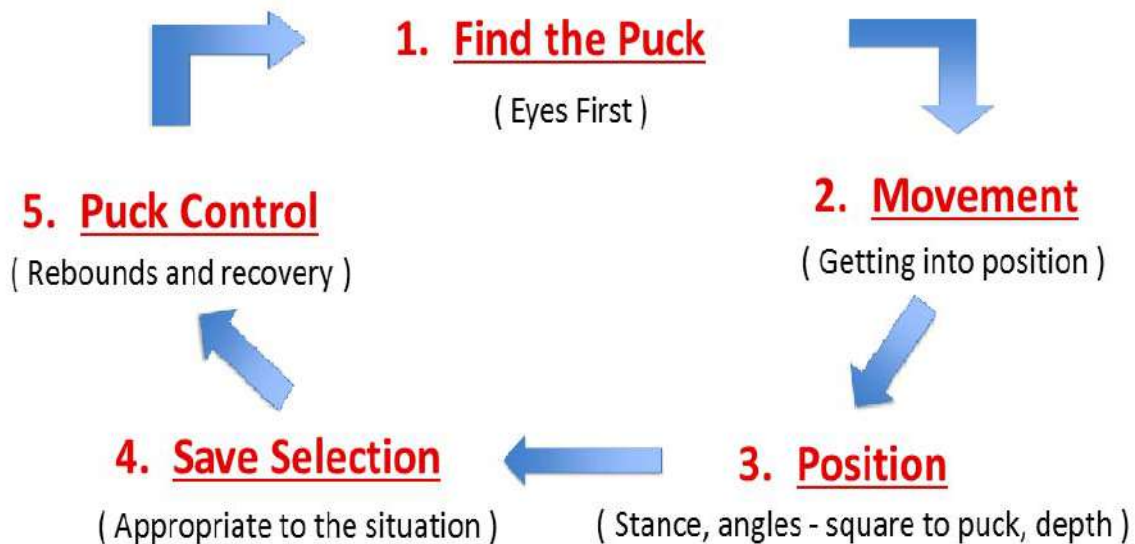 1. Find the Puck
( Eyes First )
2. Movement
( Getting into position )
3. Position
( Stance, angles - square to puck, depth )
4. Save Selection
( Appropriate to the situation )
5. Puck Control
( Rebounds and recovery )